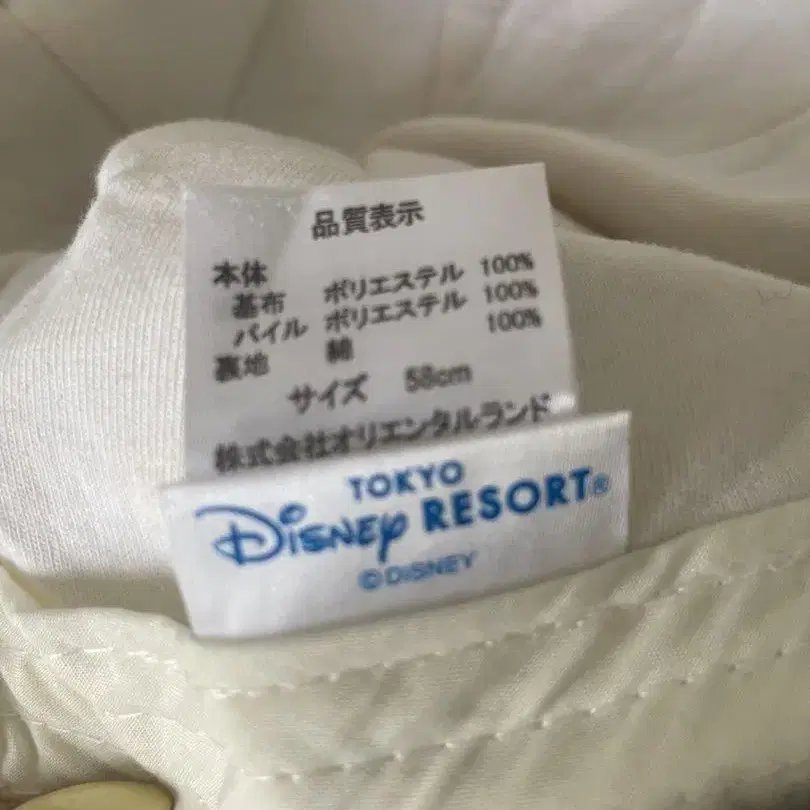 品質表示
本体
基布 ポリエステル 100%
パイル ポリエステル 100%
裏地 綿 100%
サイズ 58cm
株式会社オリエンタルランド
TOKYO
Disney RESORT®
©DISNEY